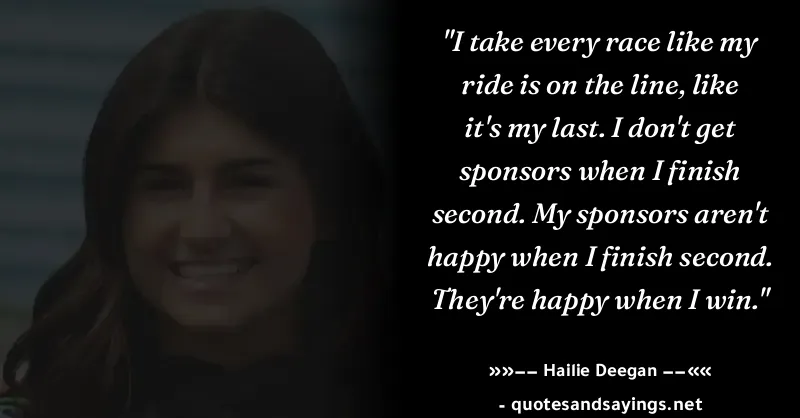 "I take every race like my
ride is on the line, like
it's my last. I don't get
sponsors when I finish
second. My sponsors aren't
happy when I finish second.
They're happy when I win."
»»−− Hailie Deegan −−««
- quotesandsayings.net